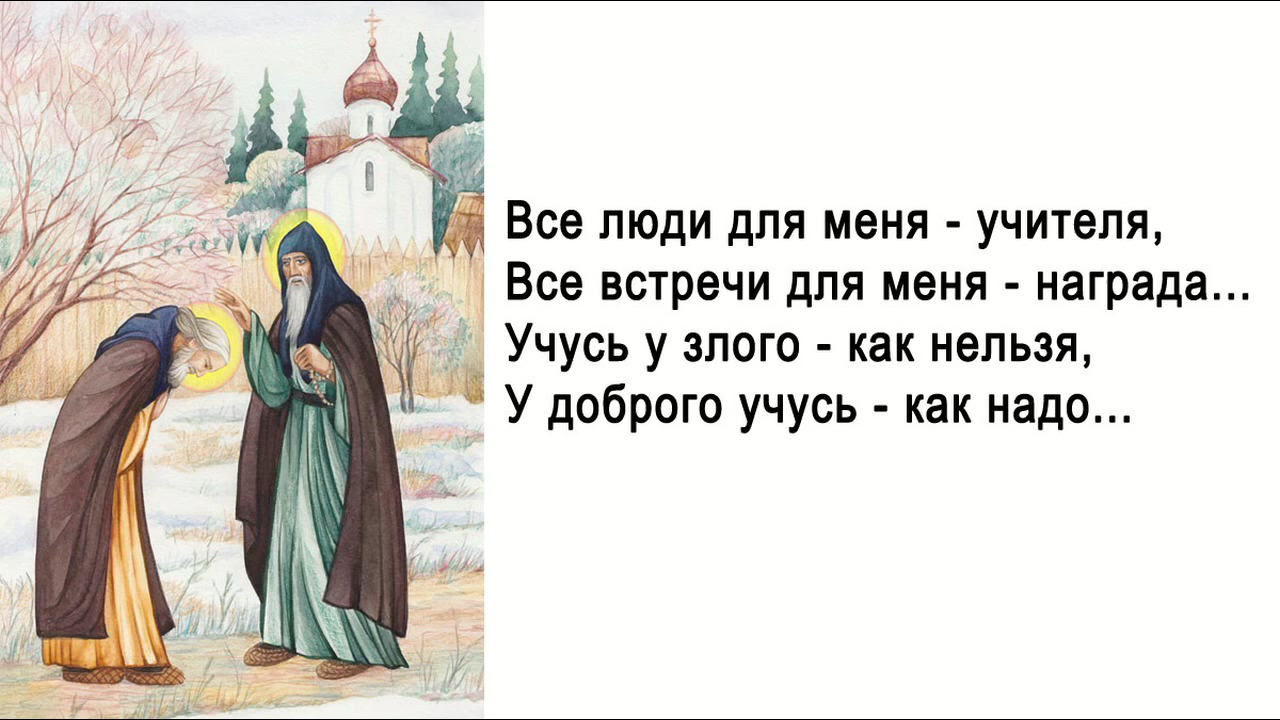 Все люди для меня - учителя,
Все встречи для меня - награда...
Учусь у злого - как нельзя,
У доброго учусь - как надо...